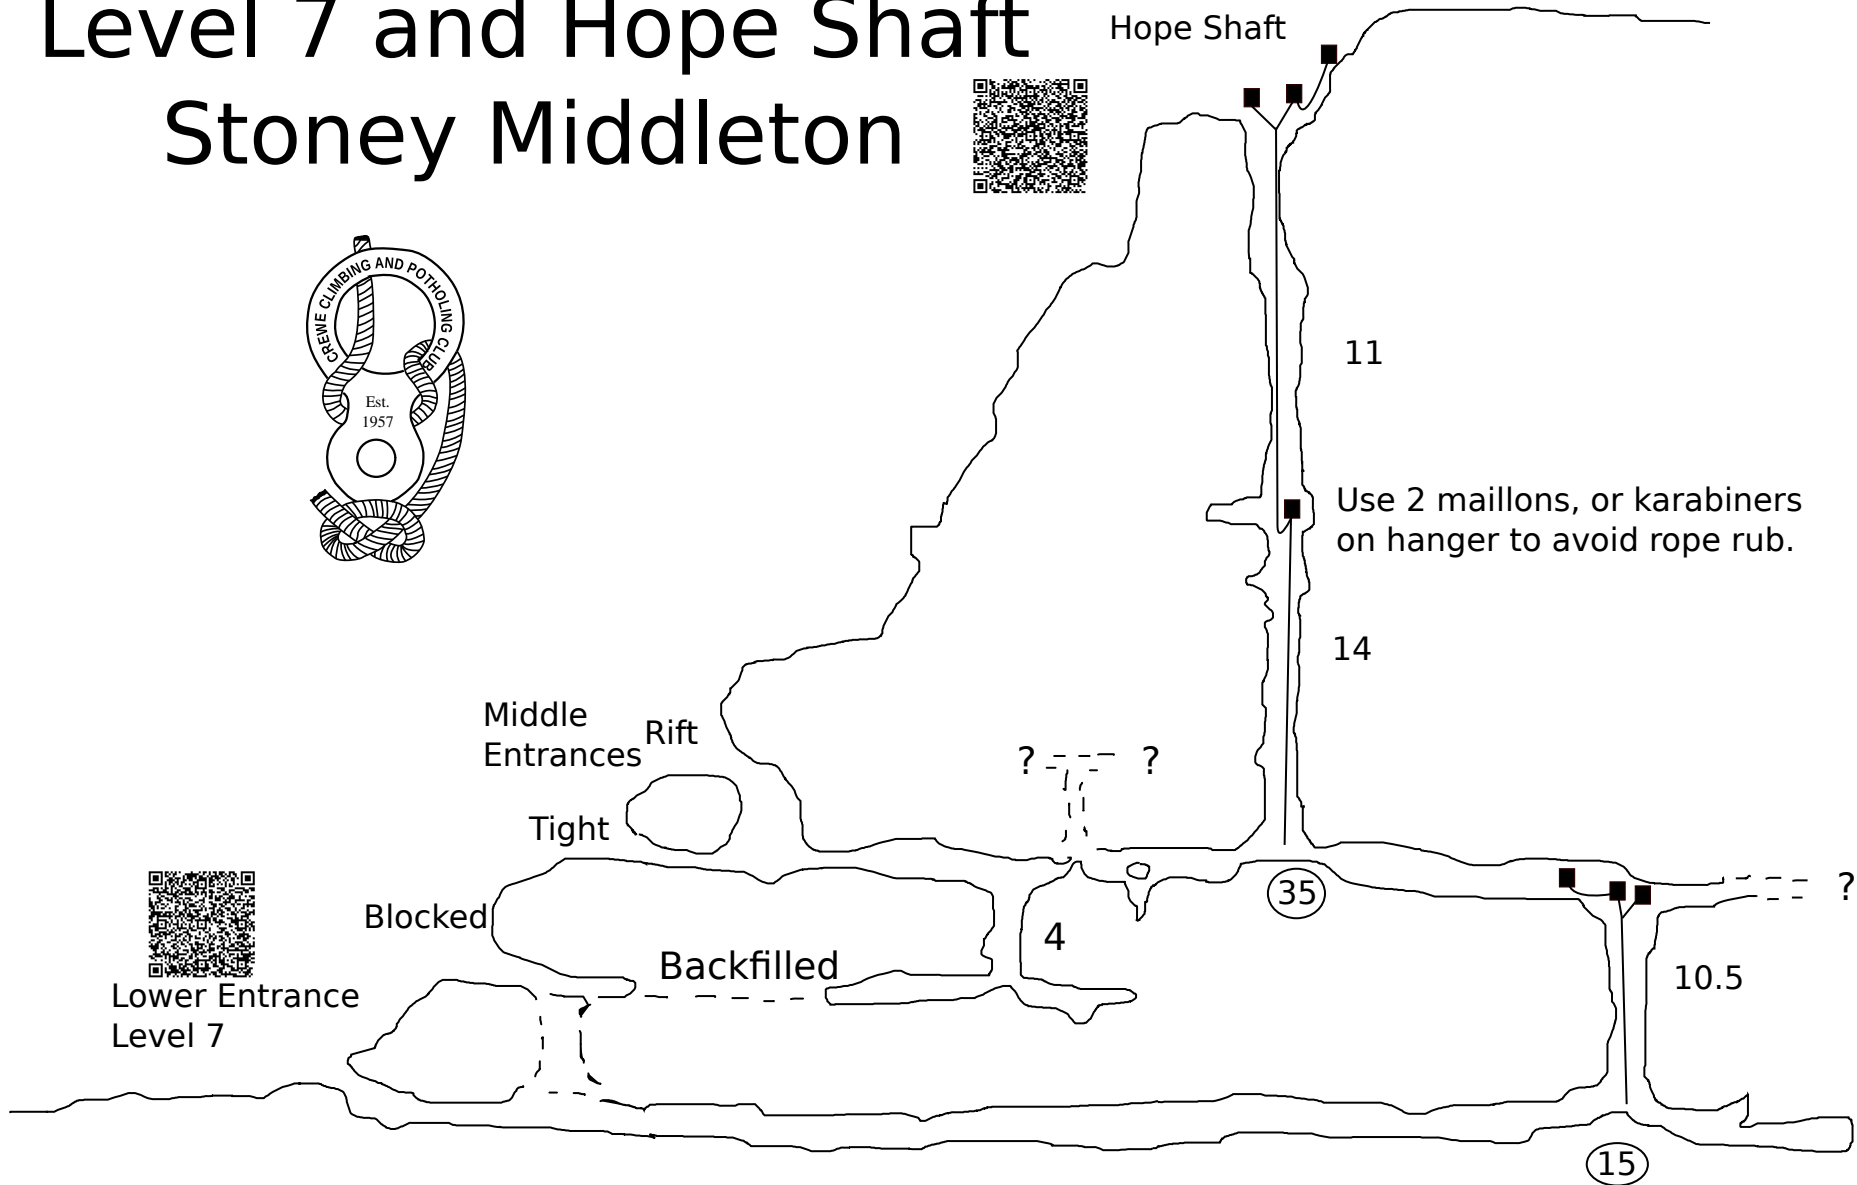 Level 7 and Hope Shaft
Stoney Middleton
Hope Shaft
CREWE CLIMBING AND POTHOLING CLUB
Est.
1957
11
Use 2 maillons, or karabiners
on hanger to avoid rope rub.
14
Middle
Entrances
Rift
? ?
Tight
35
?
Blocked
4
Backfilled
10.5
Lower Entrance
Level 7
15